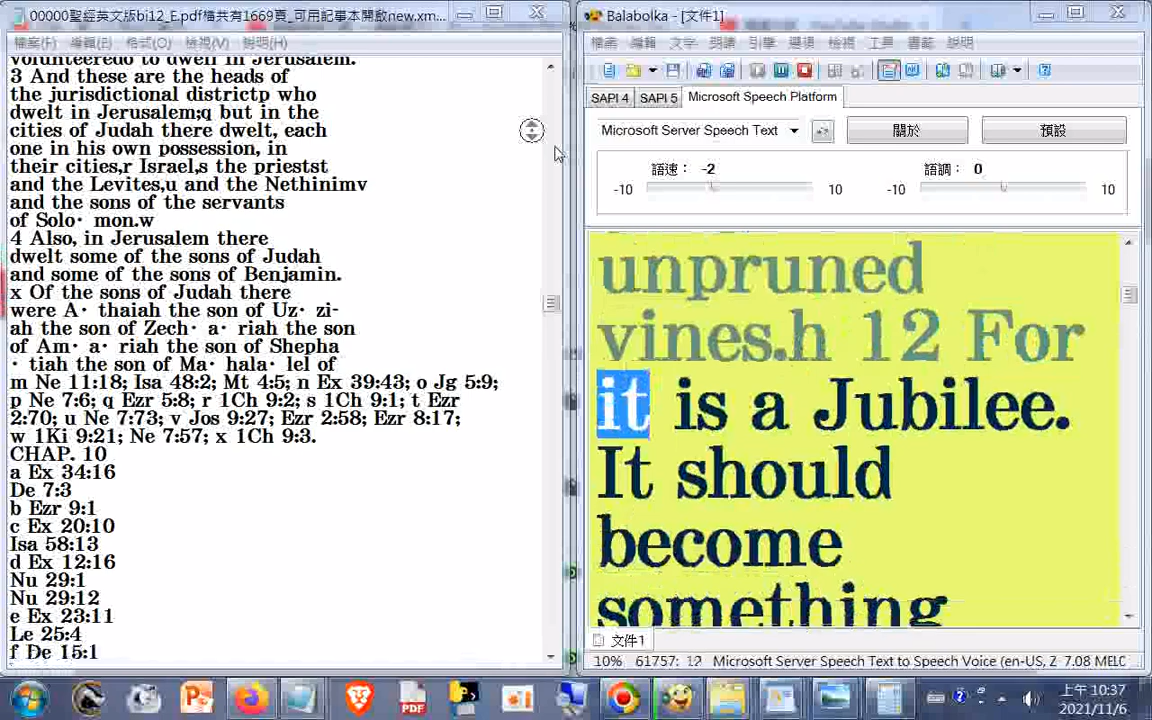 00000聖經英文版bi12_E.pdf檔共有1669頁_可用記事本開啟new.xm...
檔案(F) 編輯(E) 格式(O) 檢視(V) 說明(H)
volunteeredo to dwell in Jerusalem.
3 And these are the heads of
the jurisdictional districtp who
dwelt in Jerusalem;q but in the
cities of Judah there dwelt, each
one in his own possession, in
their cities,r Israel,s the priestst
and the Levites,u and the Nethinimv
and the sons of the servants
of Solo· mon.w
4 Also, in Jerusalem there
dwelt some of the sons of Judah
and some of the sons of Benjamin.
x Of the sons of Judah there
were A· thaiah the son of Uz· zi-
ah the son of Zech· a· riah the son
of Am· a· riah the son of Shepha
· tiah the son of Ma· hala· lel of
m Ne 11:18; Isa 48:2; Mt 4:5; n Ex 39:43; o Jg 5:9;
p Ne 7:6; q Ezr 5:8; r 1Ch 9:2; s 1Ch 9:1; t Ezr
2:70; u Ne 7:73; v Jos 9:27; Ezr 2:58; Ezr 8:17;
w 1Ki 9:21; Ne 7:57; x 1Ch 9:3.
CHAP. 10
a Ex 34:16
De 7:3
b Ezr 9:1
c Ex 20:10
Isa 58:13
d Ex 12:16
Nu 29:1
Nu 29:12
e Ex 23:11
Le 25:4
f De 15:1
Balabolka - [文件1]
檔案 編輯 文字 朗讀 引擎 選項 檢視 工具 書籤 說明
SAPI 4 SAPI 5 Microsoft Speech Platform
Microsoft Server Speech Text 關於 預設
語速： -2 語調： 0
-10 10 -10 10
unpruned
vines.h 12 For
it is a Jubilee.
It should
become
something
文件1
10% 61757: 12 Microsoft Server Speech Text to Speech Voice (en-US, Z 7.08 MELC
PDF
上午 10:37
2021/11/6